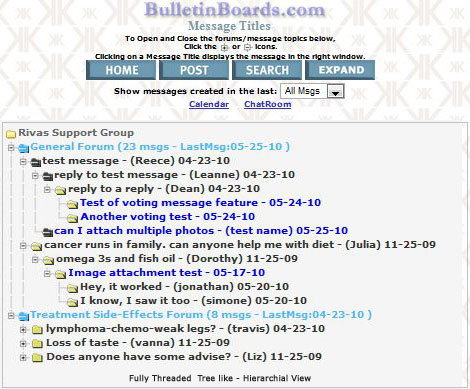 BulletinBoards.com
Message Titles
To Open and Close the forums/message topics below,
Click the or icons.
Clicking on a Message Title displays the message in the right window.
HOME POST SEARCH EXPAND
Show messages created in the last: All Msgs
Calendar ChatRoom
Rivas Support Group
General Forum (23 msgs - LastMsg:05-25-10 )
test message - (Reece) 04-23-10
reply to test message - (Leanne) 04-23-10
reply to a reply - (Dean) 04-23-10
Test of voting message feature - 05-24-10
Another voting test - 05-24-10
can I attach multiple photos - (test name) 05-25-10
cancer runs in family. can anyone help me with diet - (Julia) 11-25-09
omega 3s and fish oil - (Dorothy) 11-25-09
Image attachment test - 05-17-10
Hey, it worked - (jonathan) 05-20-10
I know, I saw it too - (simone) 05-20-10
Treatment Side-Effects Forum (8 msgs - LastMsg:04-23-10 )
lymphoma-chemo-weak legs? - (travis) 04-23-10
Loss of taste - (vanna) 11-25-09
Does anyone have some advise? - (Liz) 11-25-09
Fully Threaded Tree like - Hierarchial View